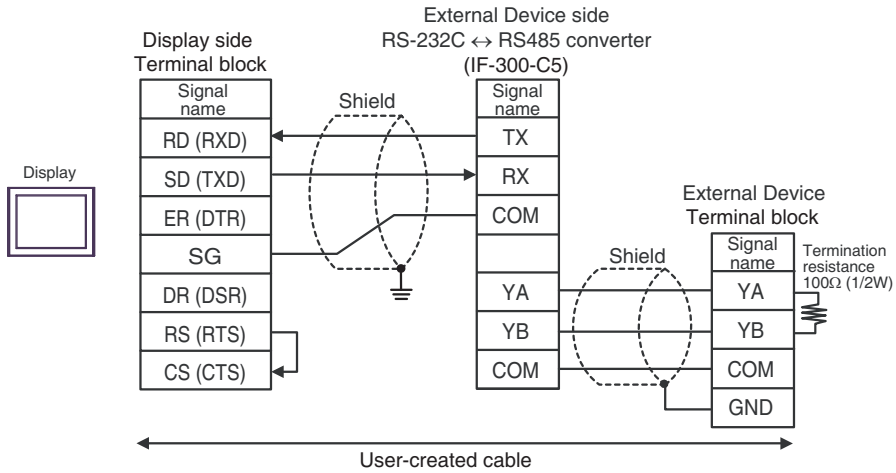 External Device side
RS-232C ↔ RS485 converter
(IF-300-C5)
Display side
Terminal block
Signal
name
RD (RXD)
SD (TXD)
ER (DTR)
SG
DR (DSR)
RS (RTS)
CS (CTS)
Display
Shield
Signal
name
TX
RX
COM
YA
YB
COM
Shield
External Device
Terminal block
Signal
name
YA
YB
COM
GND
Termination
resistance
100Ω (1/2W)
User-created cable